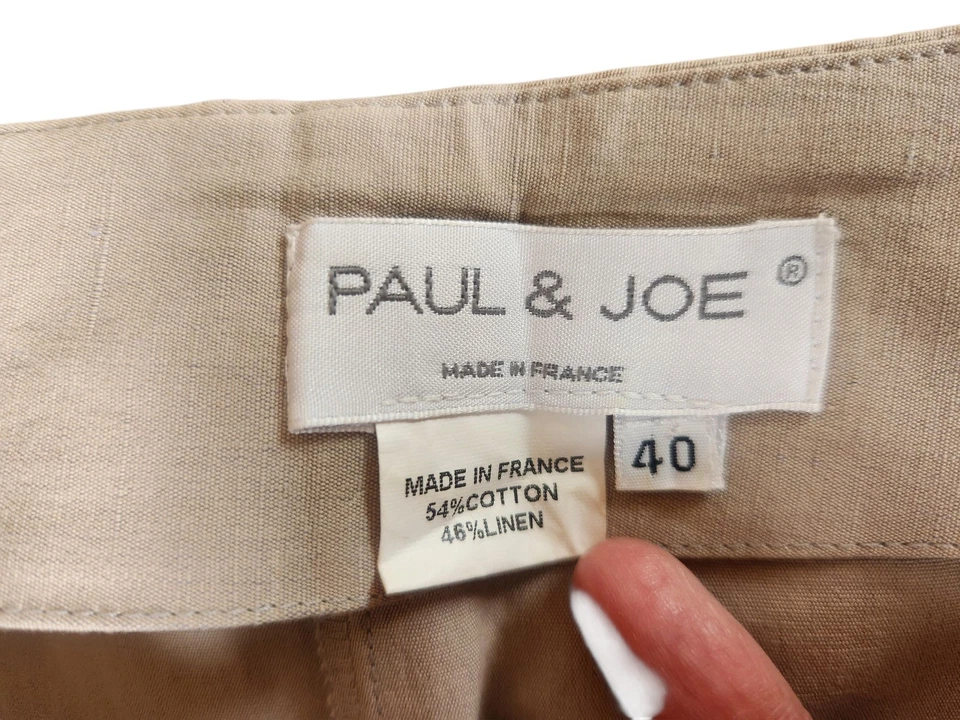 PAUL & JOE ®
MADE IN FRANCE
MADE IN FRANCE
54%COTTON
46%LINEN
40